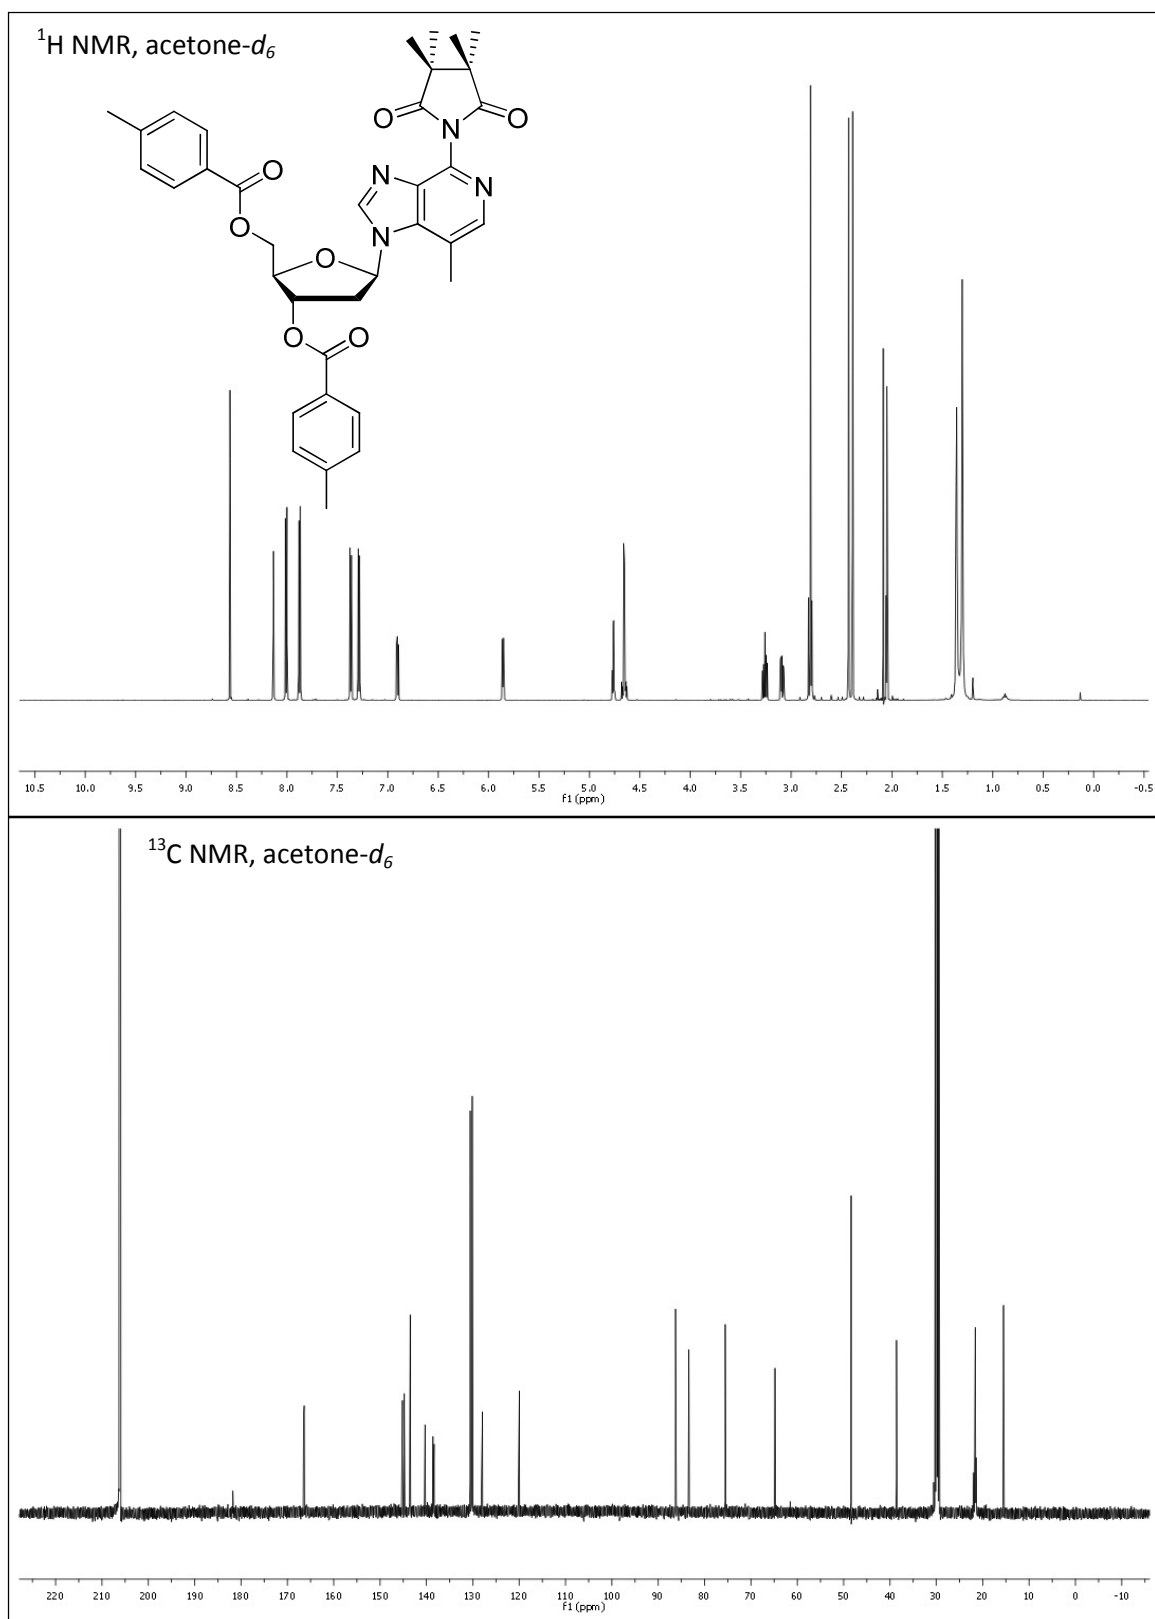 ¹H NMR, acetone-d₆
O
O
N
O
O
N
N
N
O
O
O
10.5 10.0 9.5 9.0 8.5 8.0 7.5 7.0 6.5 6.0 5.5 5.0 4.5 4.0 3.5 3.0 2.5 2.0 1.5 1.0 0.5 0.0 -0.5
f1 (ppm)
¹³C NMR, acetone-d₆
220 210 200 190 180 170 160 150 140 130 120 110 100 90 80 70 60 50 40 30 20 10 0 -10
f1 (ppm)